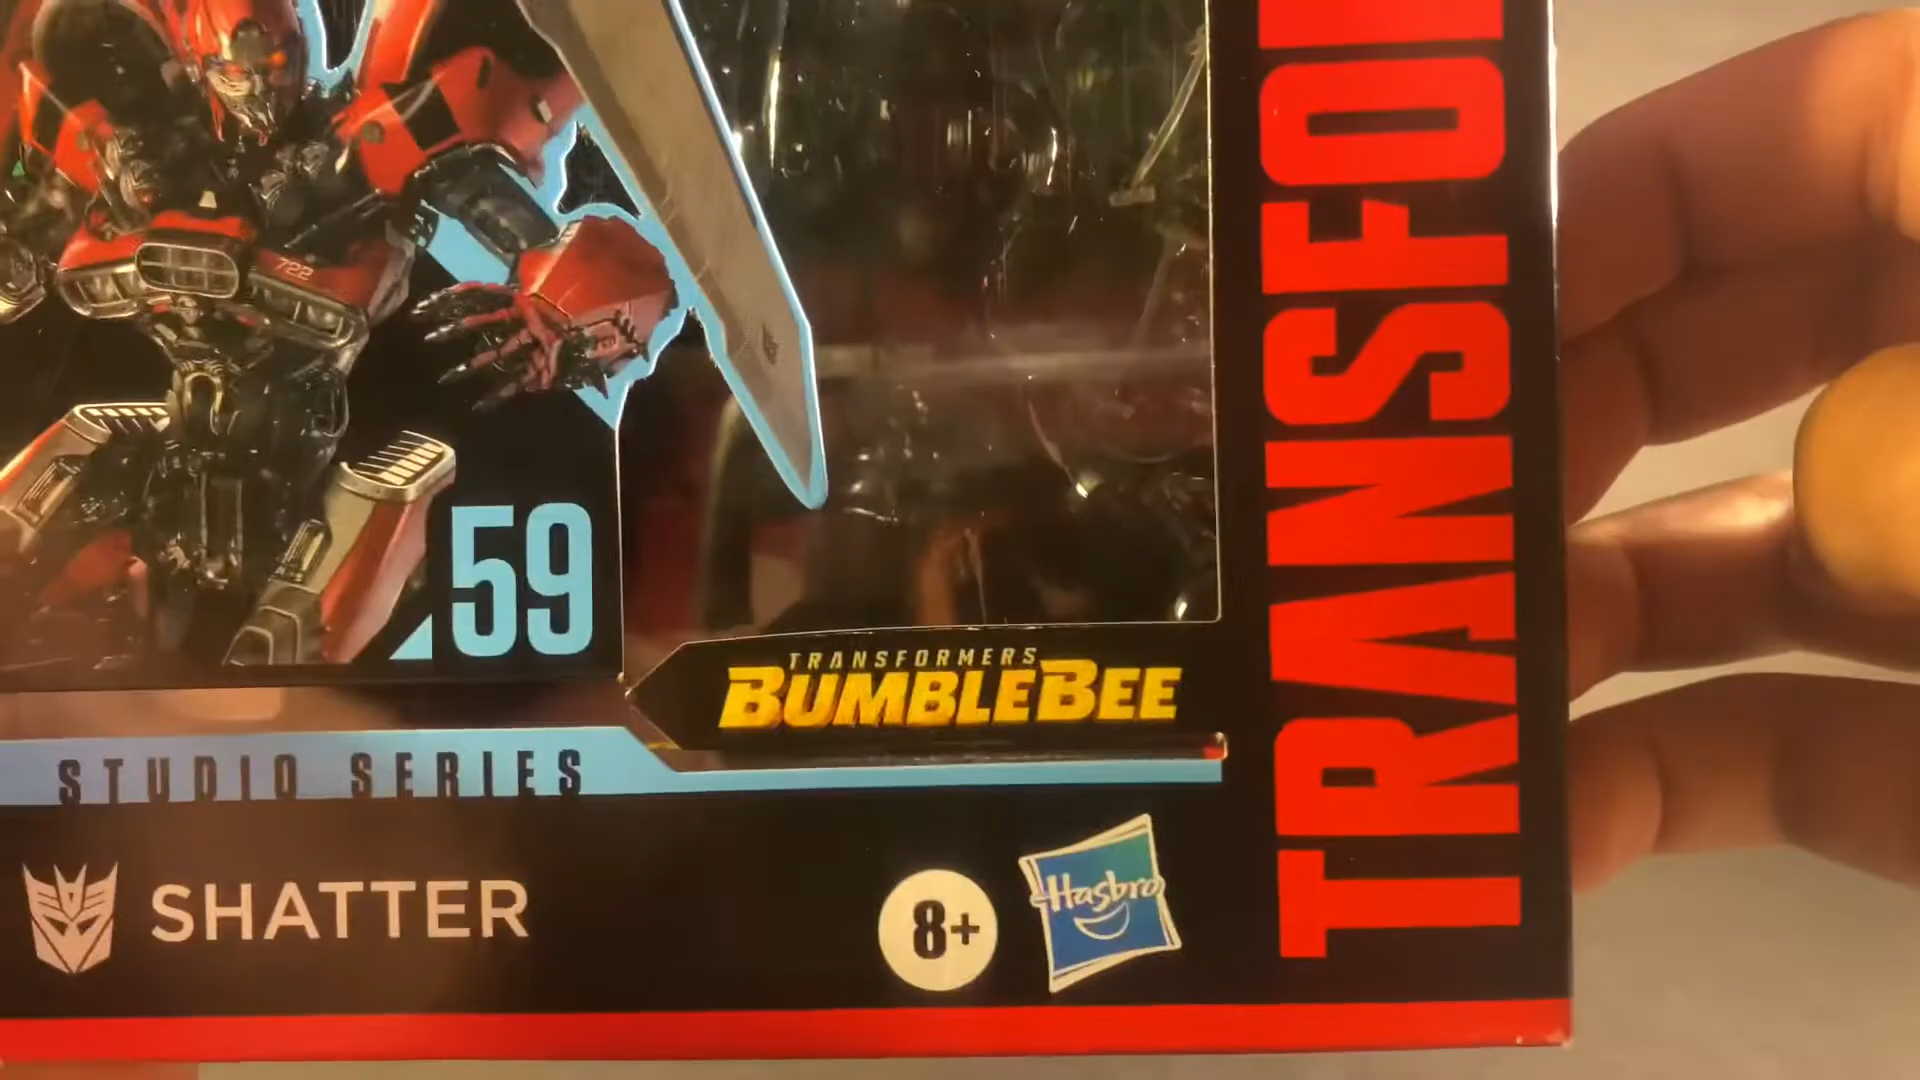 722
59
TRANSFORMERS
BUMBLEBEE
STUDIO SERIES
SHATTER
8+
Hasbro
TRANSFO